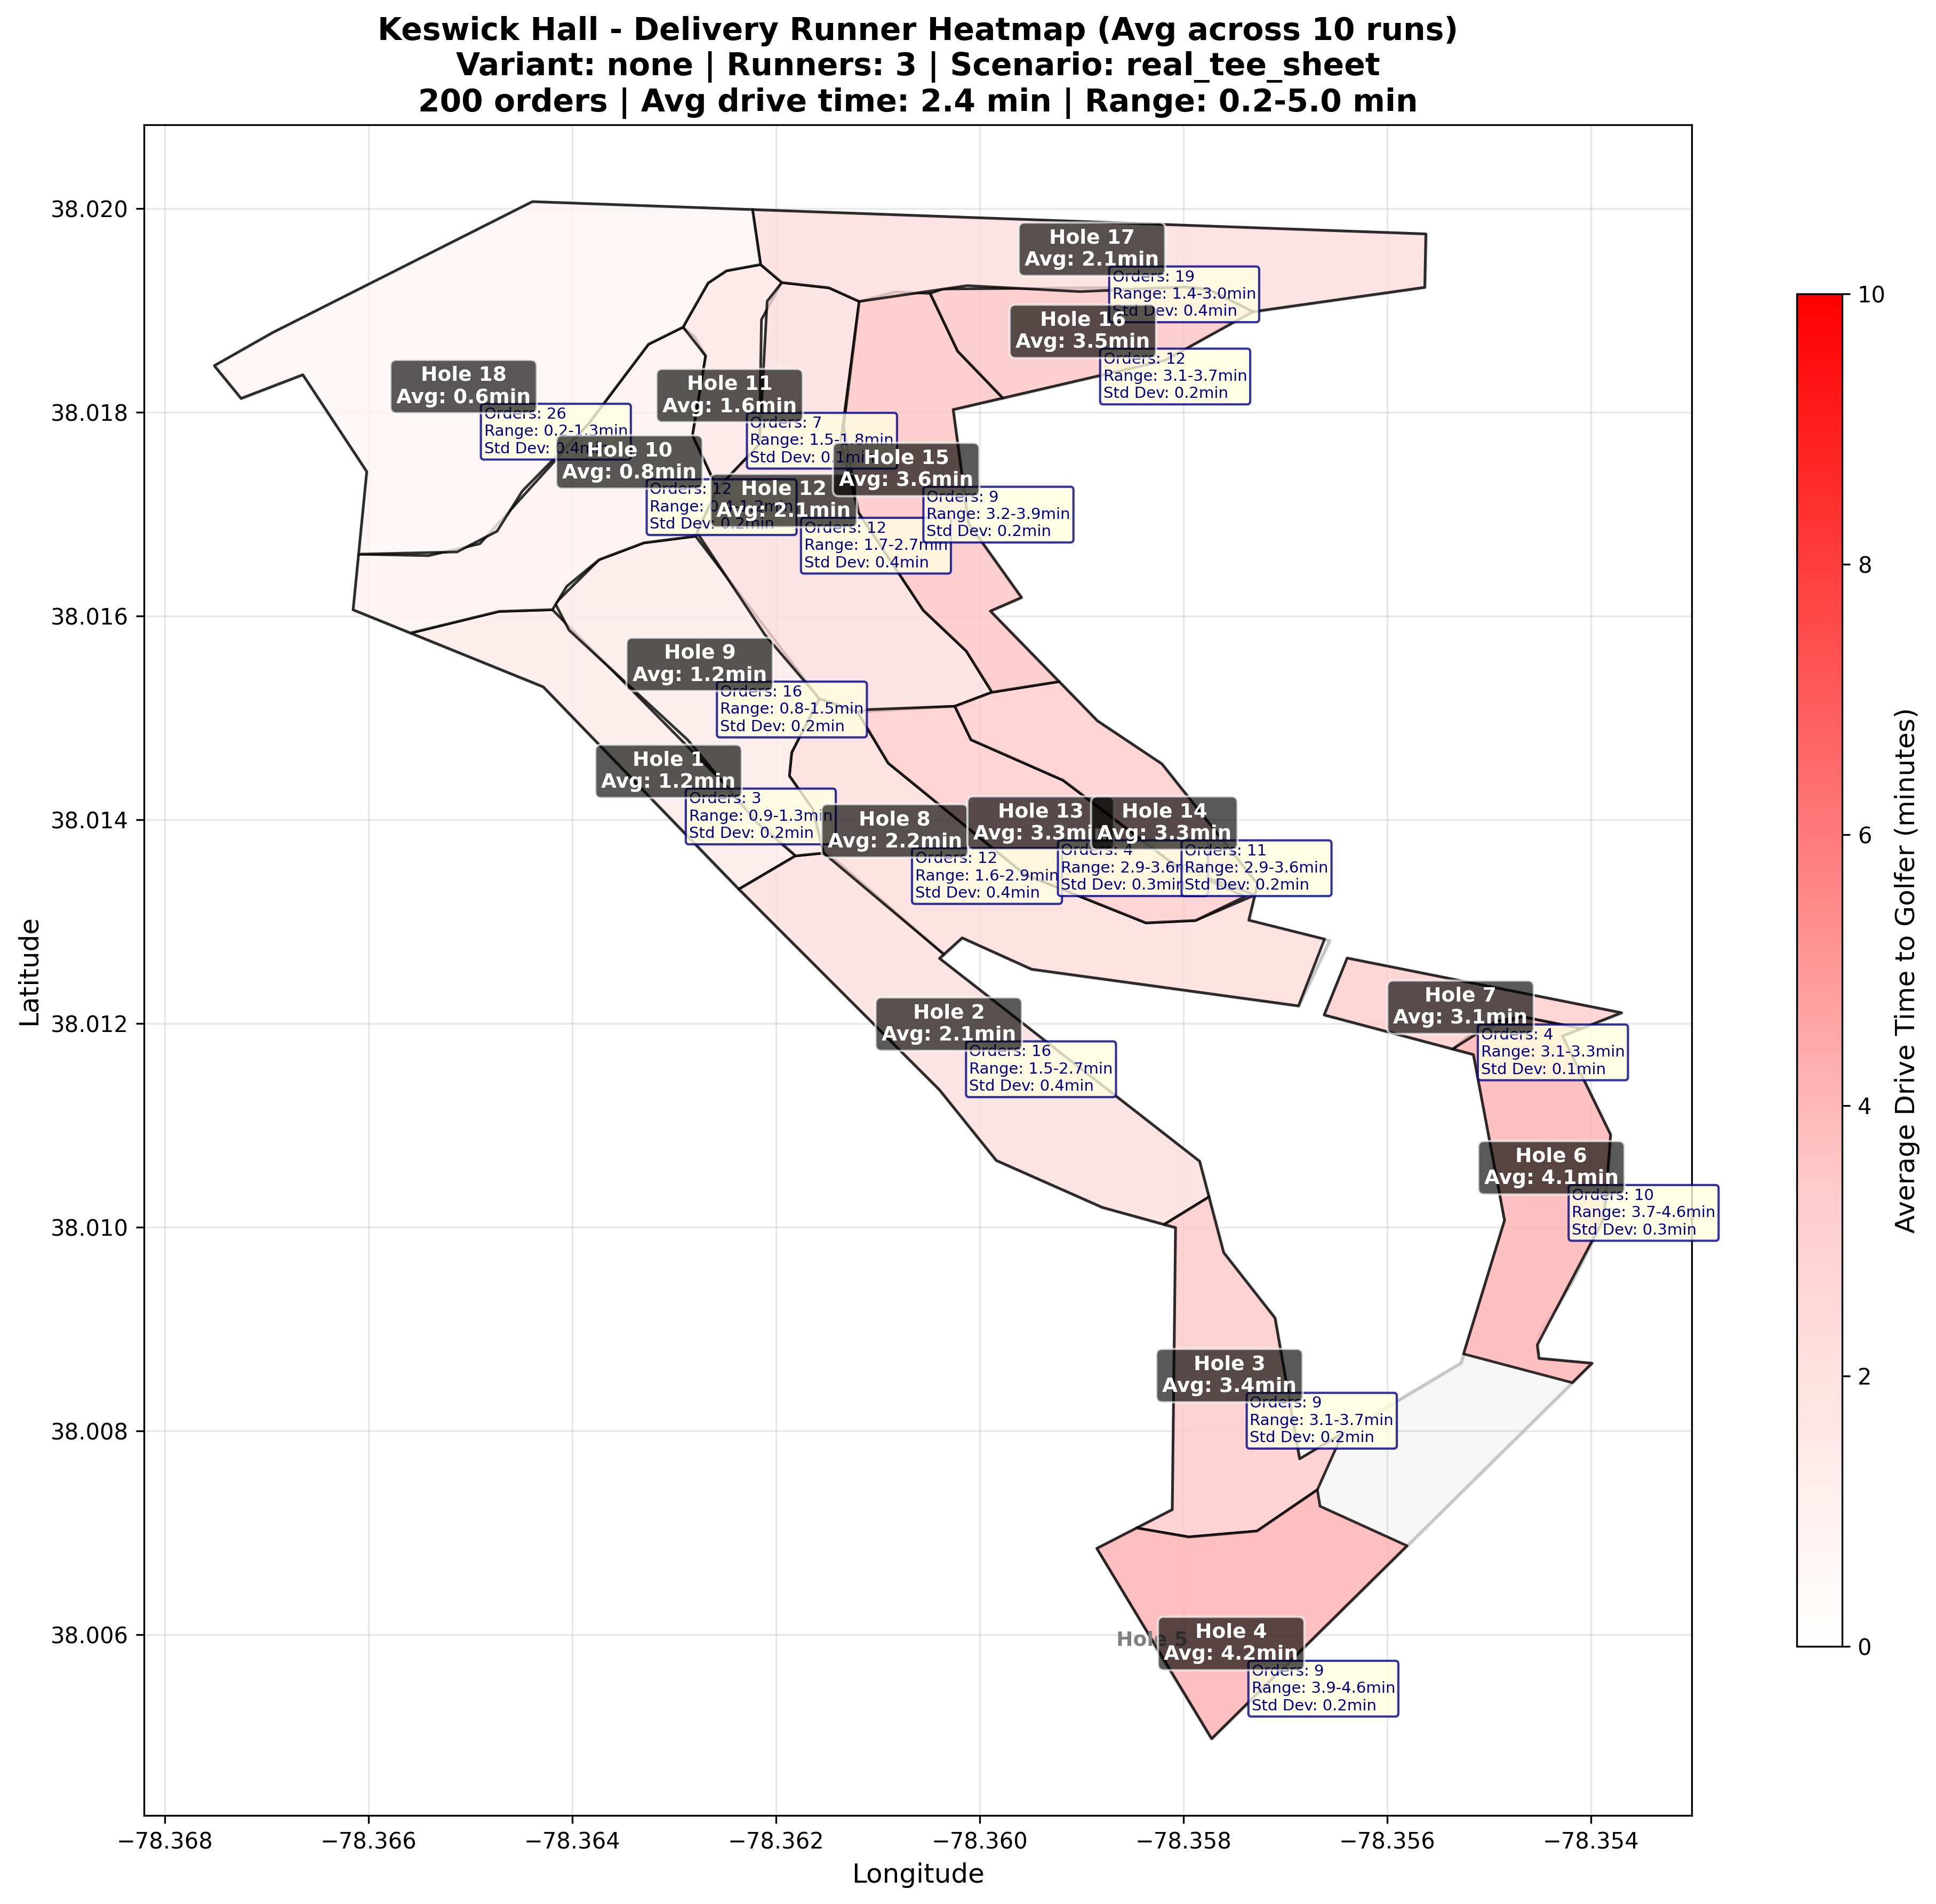 Keswick Hall - Delivery Runner Heatmap (Avg across 10 runs)
Variant: none | Runners: 3 | Scenario: real_tee_sheet
200 orders | Avg drive time: 2.4 min | Range: 0.2-5.0 min
Latitude
38.020
38.018
38.016
38.014
38.012
38.010
38.008
38.006
Hole 17
Avg: 2.1min
Orders: 19
Range: 1.4-3.0min
Std Dev: 0.4min
Hole 16
Avg: 3.5min
Orders: 12
Range: 3.1-3.7min
Std Dev: 0.2min
Hole 18
Avg: 0.6min
Orders: 26
Range: 0.2-1.3min
Std Dev: 0.4min
Hole 11
Avg: 1.6min
Orders: 7
Range: 1.5-1.8min
Std Dev: 0.1min
Hole 10
Avg: 0.8min
Orders: 12
Std Dev: 0.2min
Hole 15
Avg: 3.6min
Orders: 9
Range: 3.2-3.9min
Std Dev: 0.2min
Hole 12
Avg: 2.1min
Orders: 12
Range: 1.7-2.7min
Std Dev: 0.4min
Hole 9
Avg: 1.2min
Orders: 16
Range: 0.8-1.5min
Std Dev: 0.2min
Hole 1
Avg: 1.2min
Orders: 3
Range: 0.9-1.3min
Std Dev: 0.2min
Hole 8
Avg: 2.2min
Orders: 12
Range: 1.6-2.9min
Std Dev: 0.4min
Hole 13
Avg: 3.3min
Orders: 4
Range: 2.9-3.6min
Std Dev: 0.3min
Hole 14
Avg: 3.3min
Orders: 11
Range: 2.9-3.6min
Std Dev: 0.2min
Hole 2
Avg: 2.1min
Orders: 16
Range: 1.5-2.7min
Std Dev: 0.4min
Hole 7
Avg: 3.1min
Orders: 4
Range: 3.1-3.3min
Std Dev: 0.1min
Hole 6
Avg: 4.1min
Orders: 10
Range: 3.7-4.6min
Std Dev: 0.3min
Hole 3
Avg: 3.4min
Orders: 9
Range: 3.1-3.7min
Std Dev: 0.2min
Hole 5
Hole 4
Avg: 4.2min
Orders: 9
Range: 3.9-4.6min
Std Dev: 0.2min
−78.368
−78.366
−78.364
−78.362
−78.360
−78.358
−78.356
−78.354
Longitude
10
8
6
4
2
0
Average Drive Time to Golfer (minutes)